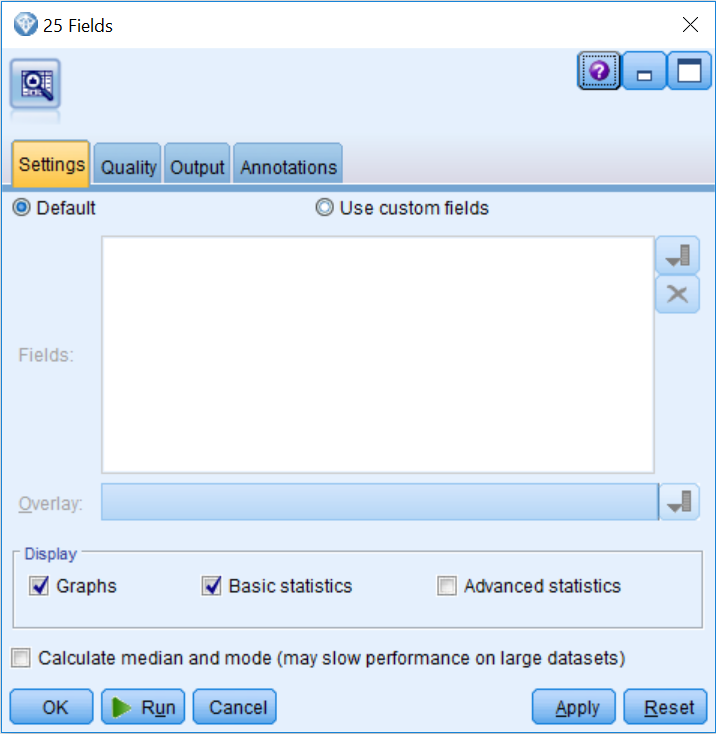 25 Fields
Settings Quality Output Annotations
Default Use custom fields
Fields:
Overlay:
Display
Graphs Basic statistics Advanced statistics
Calculate median and mode (may slow performance on large datasets)
OK Run Cancel Apply Reset